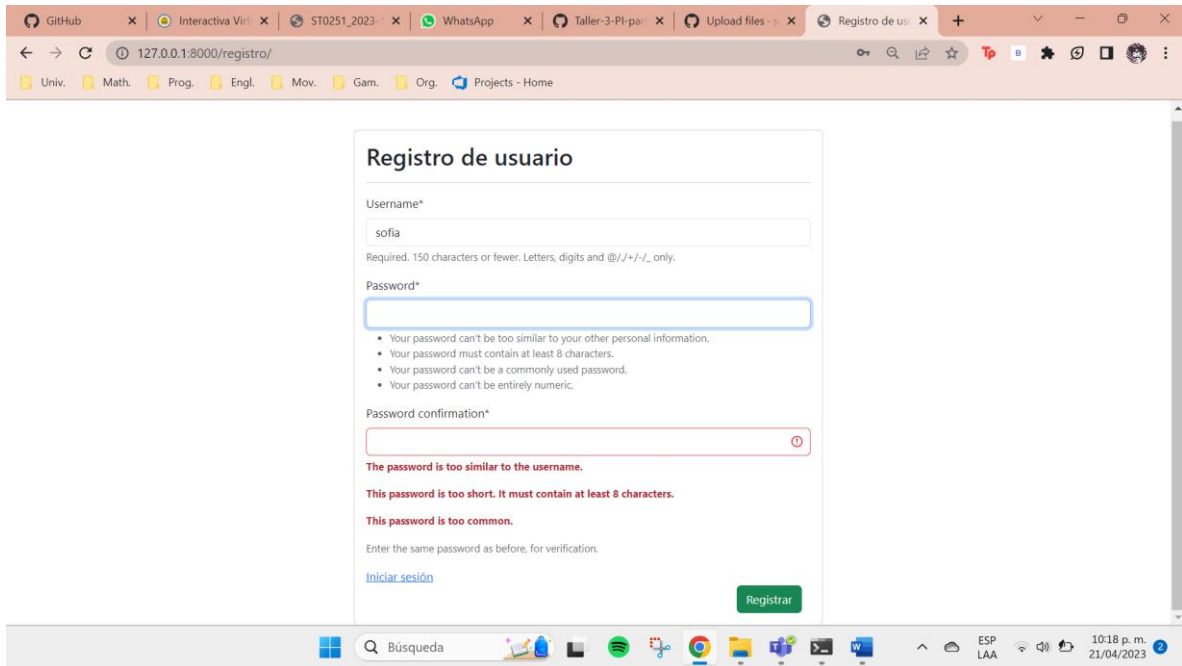 GitHub
Interactiva Virt
ST0251_2023-1
WhatsApp
Taller-3-PI-part
Upload files · s
Registro de usu
127.0.0.1:8000/registro/
Tp
B
Univ.
Math.
Prog.
Engl.
Mov.
Gam.
Org.
Projects - Home
Registro de usuario
Username*
sofia
Required. 150 characters or fewer. Letters, digits and @/./+/-/_ only.
Password*
• Your password can't be too similar to your other personal information.
• Your password must contain at least 8 characters.
• Your password can't be a commonly used password.
• Your password can't be entirely numeric.
Password confirmation*
The password is too similar to the username.
This password is too short. It must contain at least 8 characters.
This password is too common.
Enter the same password as before, for verification.
Iniciar sesión
Registrar
Búsqueda
ESP
LAA
10:18 p. m.
21/04/2023
2